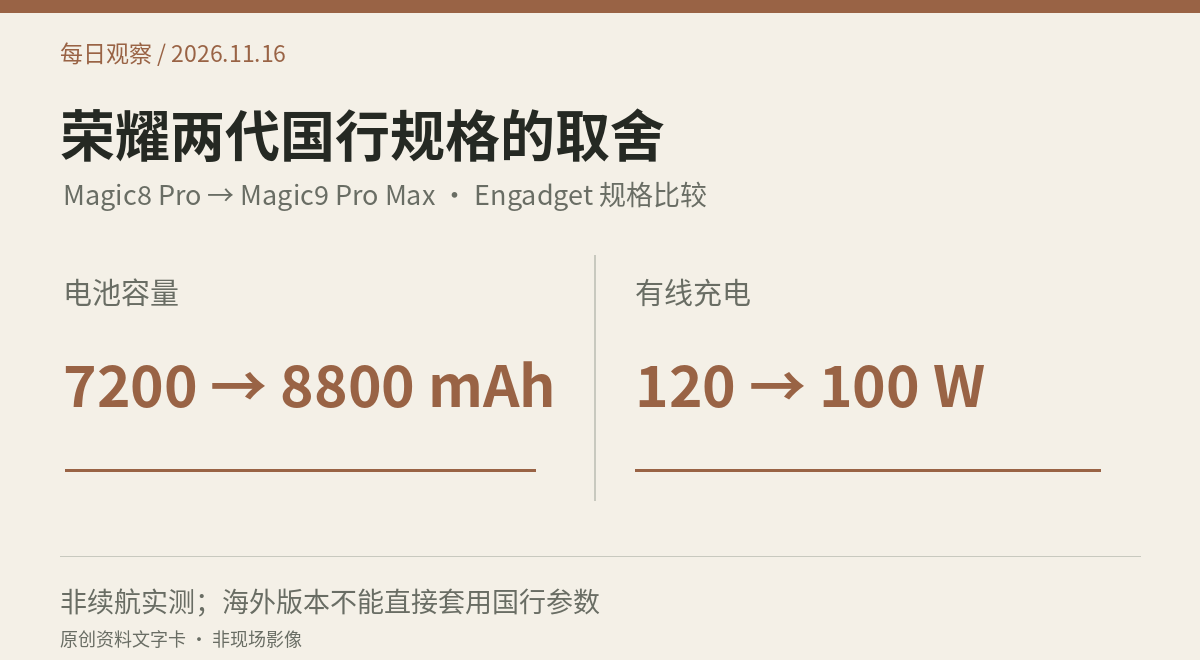 每日观察 / 2026.11.16
荣耀两代国行规格的取舍
Magic8 Pro → Magic9 Pro Max · Engadget 规格比较
电池容量
7200 → 8800 mAh
有线充电
120 → 100 W
非续航实测；海外版本不能直接套用国行参数
原创资料文字卡 · 非现场影像